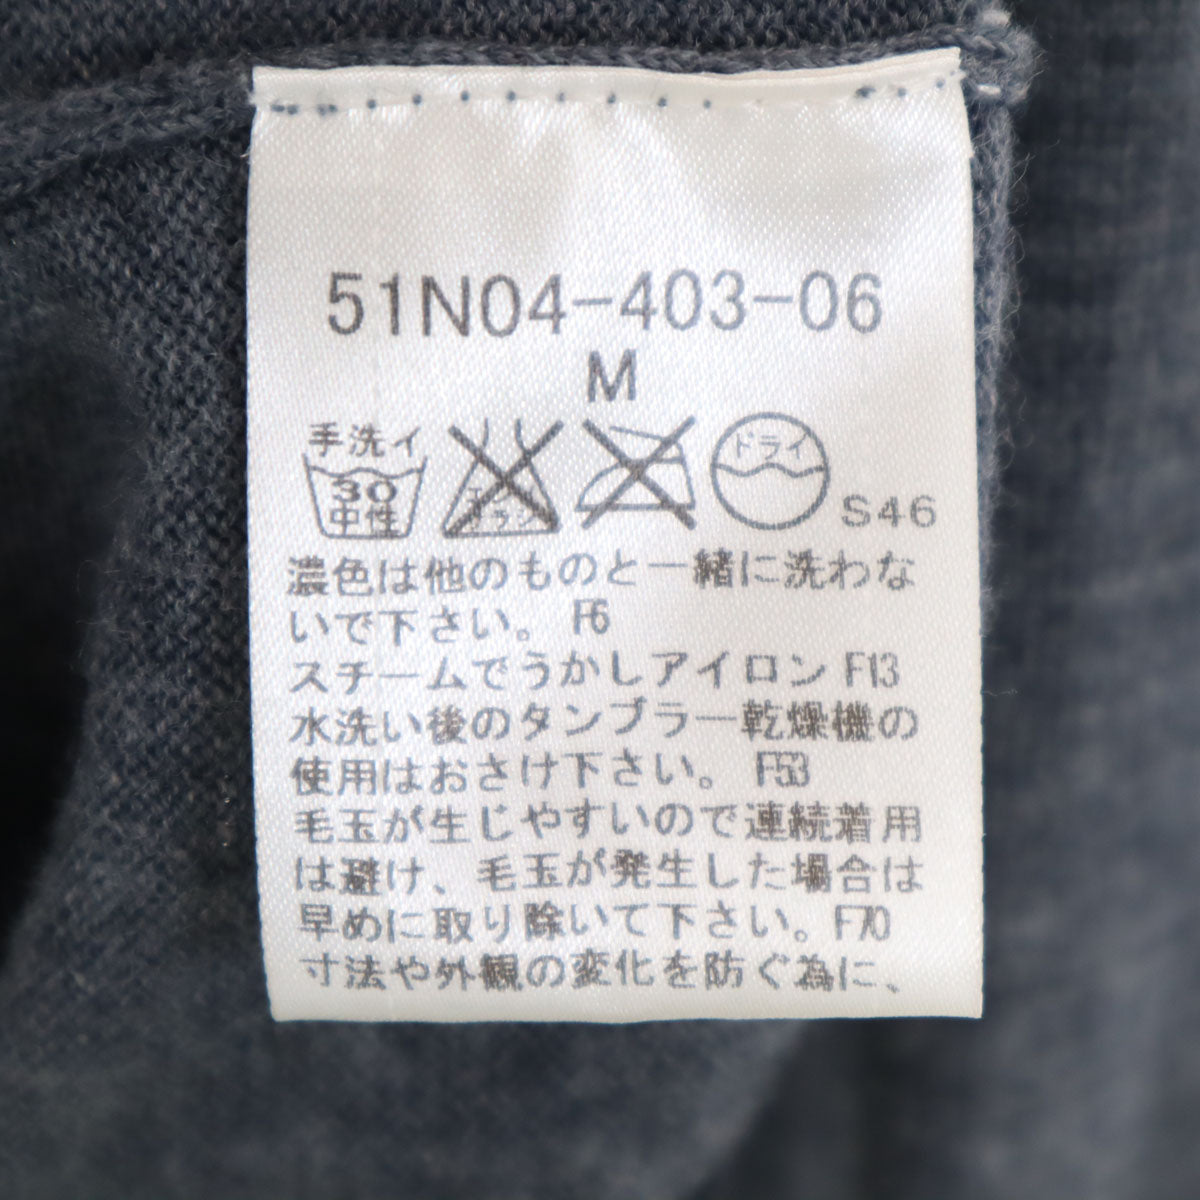 51N04-403-06
M
手洗イ
30
中性
エンソ
サラシ
ドライ
S46
濃色は他のものと一緒に洗わな
いで下さい。 F6
スチームでうかしアイロン F13
水洗い後のタンブラー乾燥機の
使用はおさけ下さい。 F53
毛玉が生じやすいので連続着用
は避け、毛玉が発生した場合は
早めに取り除いて下さい。F70
寸法や外観の変化を防ぐ為に、